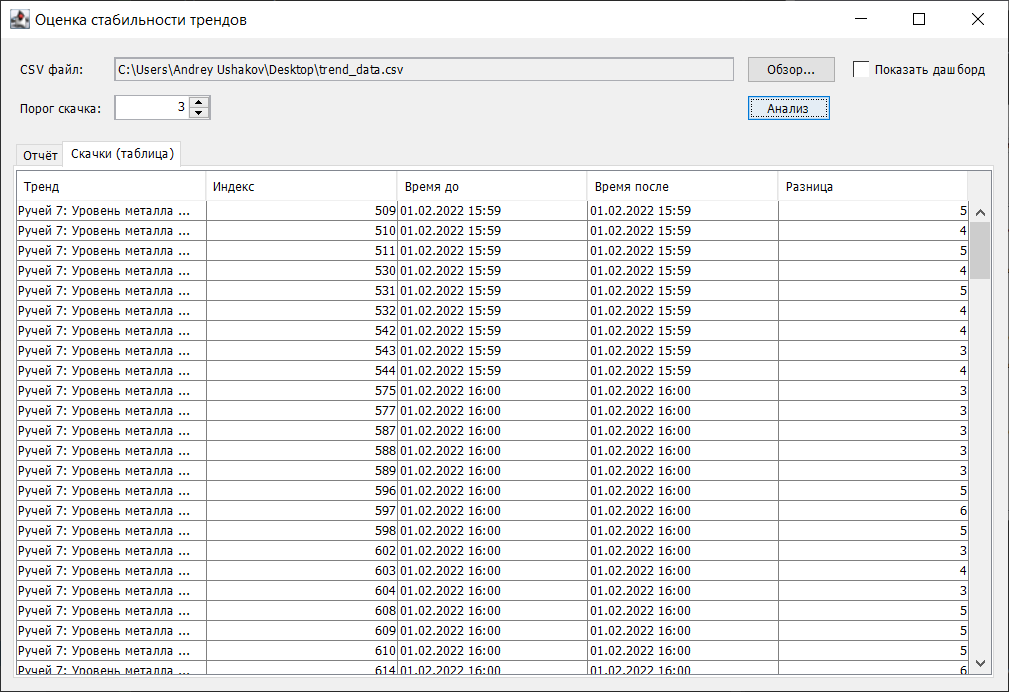 Оценка стабильности трендов
CSV файл: C:\Users\Andrey Ushakov\Desktop\trend_data.csv Обзор... Показать дашборд
Порог скачка: 3 Анализ
Отчёт Скачки (таблица)
Тренд Индекс Время до Время после Разница
Ручей 7: Уровень металла ... 509 01.02.2022 15:59 01.02.2022 15:59 5
Ручей 7: Уровень металла ... 510 01.02.2022 15:59 01.02.2022 15:59 4
Ручей 7: Уровень металла ... 511 01.02.2022 15:59 01.02.2022 15:59 5
Ручей 7: Уровень металла ... 530 01.02.2022 15:59 01.02.2022 15:59 4
Ручей 7: Уровень металла ... 531 01.02.2022 15:59 01.02.2022 15:59 5
Ручей 7: Уровень металла ... 532 01.02.2022 15:59 01.02.2022 15:59 4
Ручей 7: Уровень металла ... 542 01.02.2022 15:59 01.02.2022 15:59 4
Ручей 7: Уровень металла ... 543 01.02.2022 15:59 01.02.2022 15:59 3
Ручей 7: Уровень металла ... 544 01.02.2022 15:59 01.02.2022 15:59 4
Ручей 7: Уровень металла ... 575 01.02.2022 16:00 01.02.2022 16:00 3
Ручей 7: Уровень металла ... 577 01.02.2022 16:00 01.02.2022 16:00 3
Ручей 7: Уровень металла ... 587 01.02.2022 16:00 01.02.2022 16:00 3
Ручей 7: Уровень металла ... 588 01.02.2022 16:00 01.02.2022 16:00 3
Ручей 7: Уровень металла ... 589 01.02.2022 16:00 01.02.2022 16:00 3
Ручей 7: Уровень металла ... 596 01.02.2022 16:00 01.02.2022 16:00 5
Ручей 7: Уровень металла ... 597 01.02.2022 16:00 01.02.2022 16:00 6
Ручей 7: Уровень металла ... 598 01.02.2022 16:00 01.02.2022 16:00 5
Ручей 7: Уровень металла ... 602 01.02.2022 16:00 01.02.2022 16:00 3
Ручей 7: Уровень металла ... 603 01.02.2022 16:00 01.02.2022 16:00 4
Ручей 7: Уровень металла ... 604 01.02.2022 16:00 01.02.2022 16:00 3
Ручей 7: Уровень металла ... 608 01.02.2022 16:00 01.02.2022 16:00 5
Ручей 7: Уровень металла ... 609 01.02.2022 16:00 01.02.2022 16:00 5
Ручей 7: Уровень металла ... 610 01.02.2022 16:00 01.02.2022 16:00 5
Ручей 7: Уровень металла ... 614 01.02.2022 16:00 01.02.2022 16:00 6